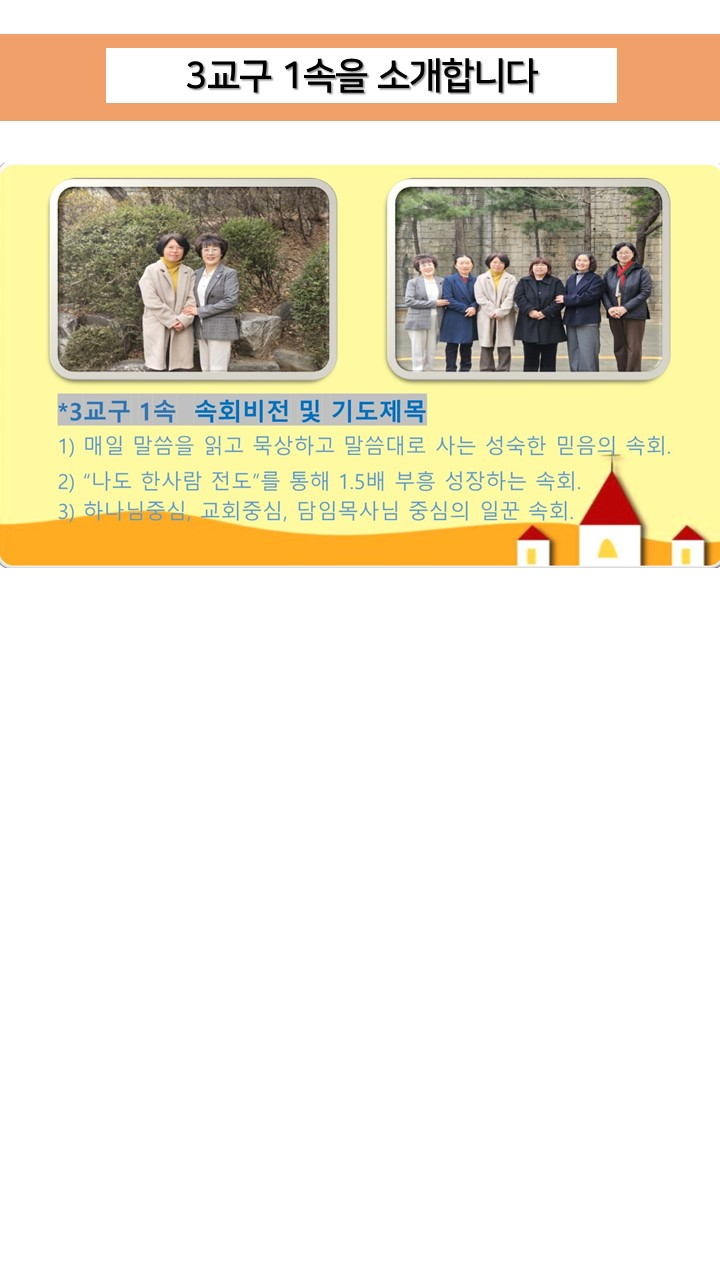 3교구 1속을 소개합니다
*3교구 1속  속회비전 및 기도제목
1) 매일 말씀을 읽고 묵상하고 말씀대로 사는 성숙한 믿음의 속회.
2) “나도 한사람 전도”를 통해 1.5배 부흥 성장하는 속회.
3) 하나님중심, 교회중심, 담임목사님 중심의 일꾼 속회.